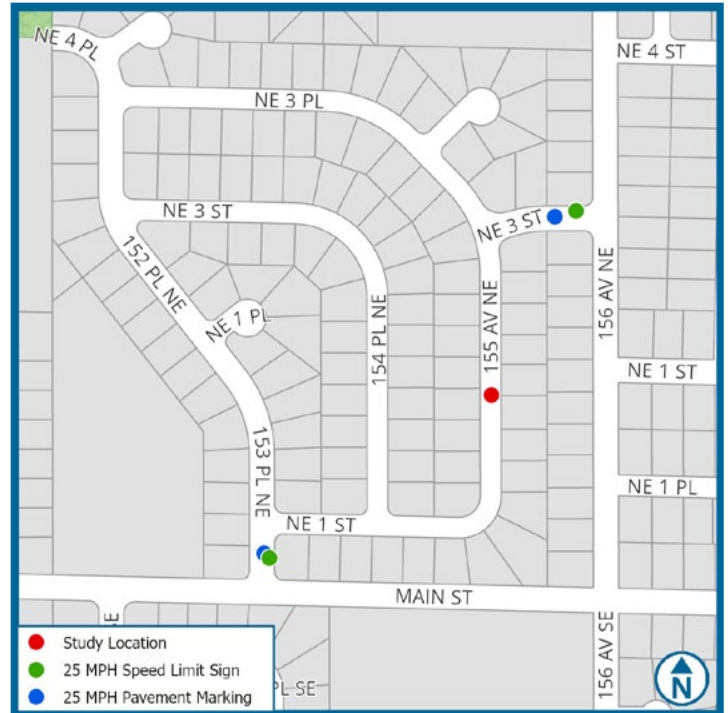 NE 4 PL
NE 4 ST
NE 3 PL
NE 3 ST
NE 3 ST
152 PL NE
NE 1 PL
154 PL NE
155 AV NE
156 AV NE
NE 1 ST
153 PL NE
NE 1 PL
NE 1 ST
MAIN ST
SE
156 AV SE
PL SE
Study Location
25 MPH Speed Limit Sign
25 MPH Pavement Marking
N